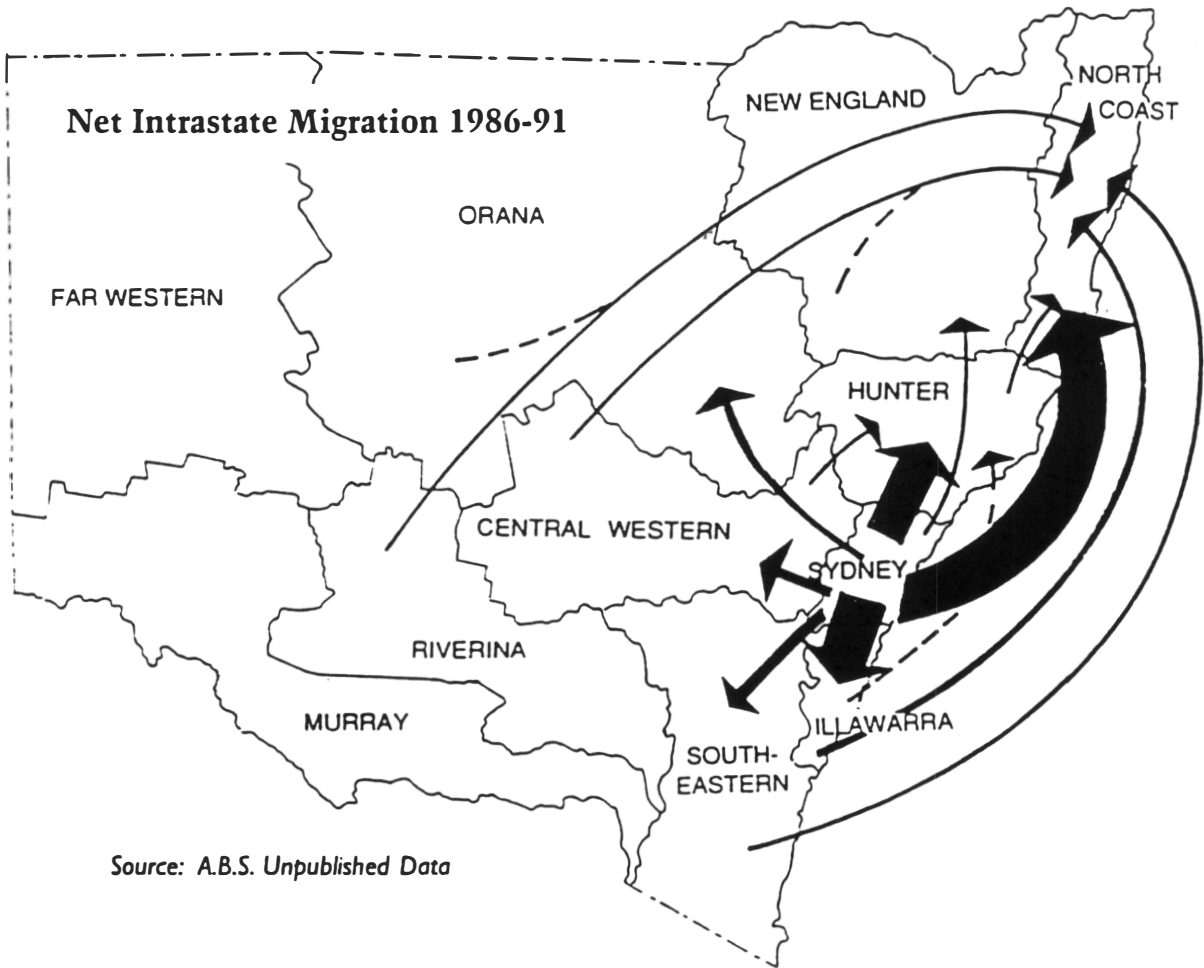 NORTH
COAST
NEW ENGLAND
Net Intrastate Migration 1986-91
ORANA
FAR WESTERN
HUNTER
CENTRAL WESTERN
SYDNEY
RIVERINA
MURRAY
ILLAWARRA
SOUTH-
EASTERN
Source: A.B.S. Unpublished Data